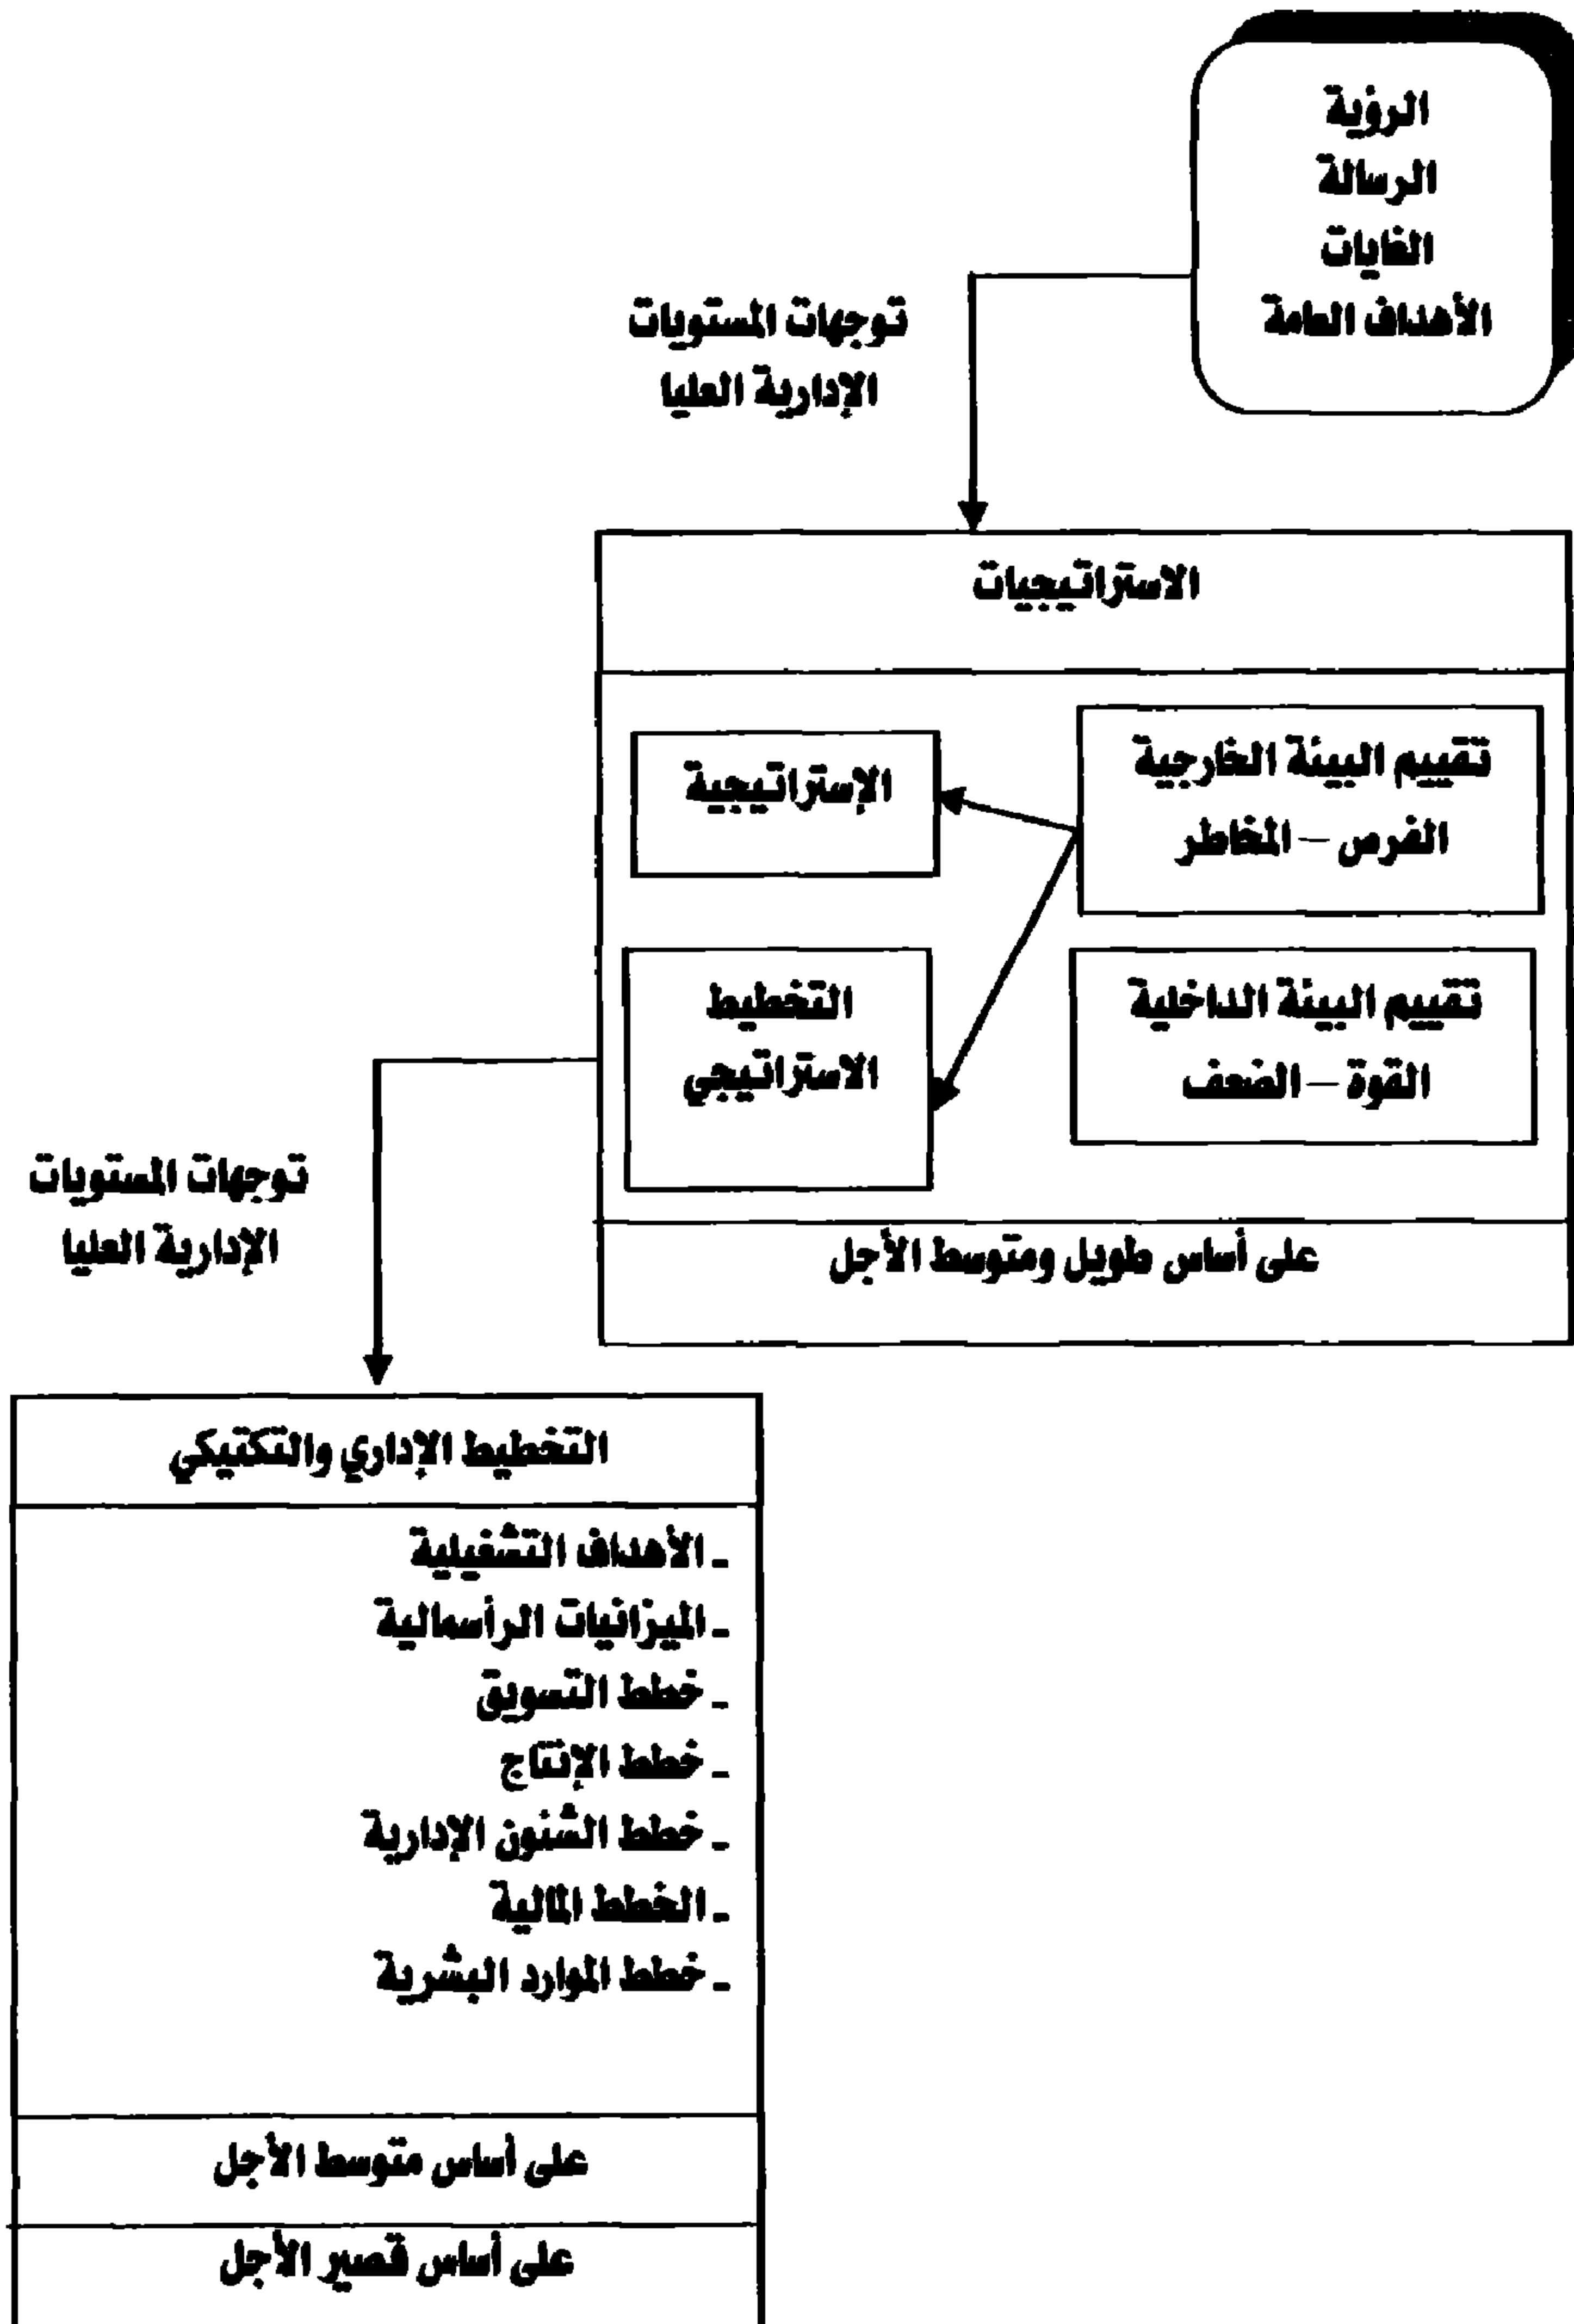 الرؤية
الرسالة
الغايات
الأهداف العامة
توجهات المستويات
الإدارية العليا
الاستراتيجيات
تقييم البيئة الخارجية
الفرص – المخاطر
الإستراتيجية
تقييم البيئة الداخلية
القوة – الضعف
التخطيط
الاستراتيجي
على أساس طويل ومتوسط الأجل
توجهات المستويات
الإدارية العليا
التخطيط الإداري والتكتيكي
- الأهداف التشغيلية
- الميزانيات الرأسمالية
- خطط التسويق
- خطط الإنتاج
- خطط الشئون الإدارية
- الخطط المالية
- خطط الموارد البشرية
على أساس متوسط الأجل
على أساس قصير الأجل